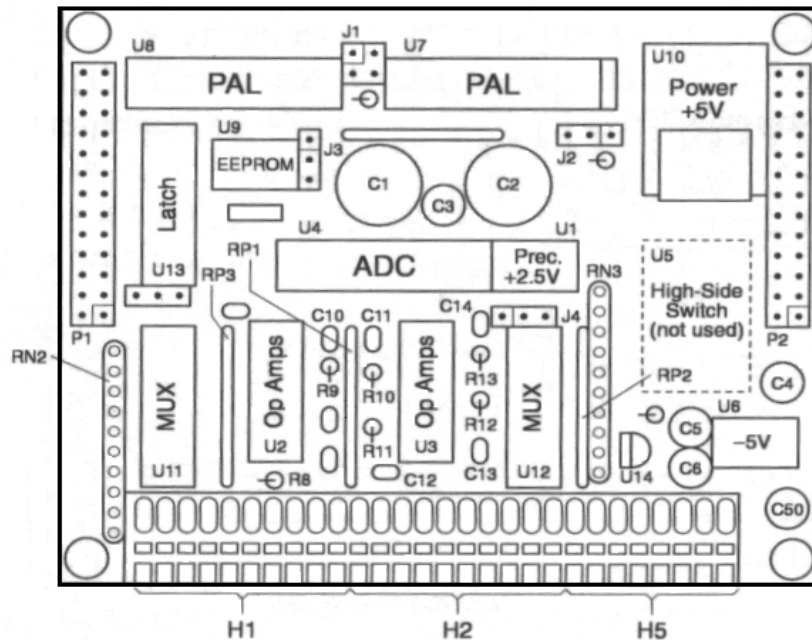 U8
J1
U7
U10
PAL
PAL
Power
+5V
U9
EEPROM
J3
J2
C1
C2
C3
Latch
U13
RP1
RP3
U4
ADC
U1
Prec.
+2.5V
RN3
U5
High-Side
Switch
(not used)
P1
P2
RN2
C10
C11
C14
J4
MUX
U11
Op Amps
U2
R9
R10
R11
R8
Op Amps
U3
C12
R13
R12
C13
MUX
U12
RP2
C4
U6
C5
C6
-5V
U14
C50
H1
H2
H5